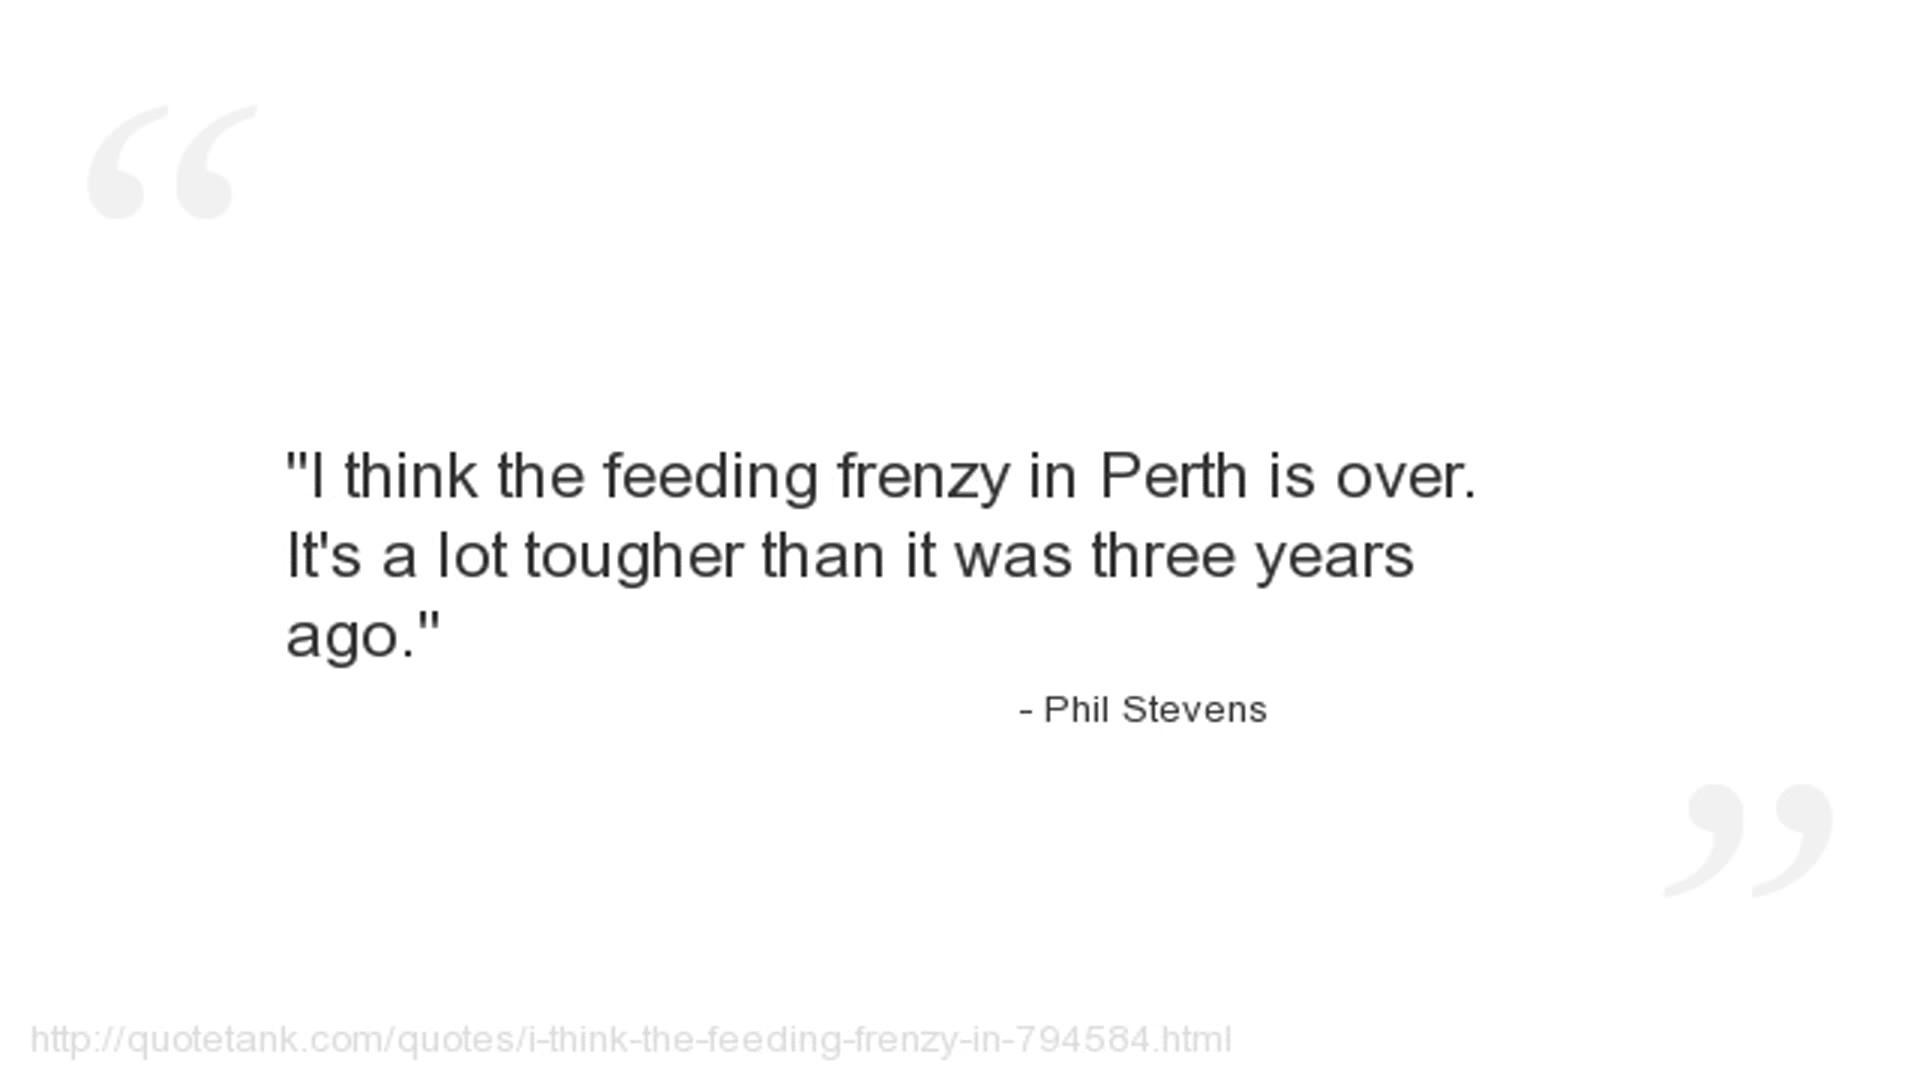 "I think the feeding frenzy in Perth is over.
It's a lot tougher than it was three years
ago."
- Phil Stevens
http://quotetank.com/quotes/i-think-the-feeding-frenzy-in-794584.html